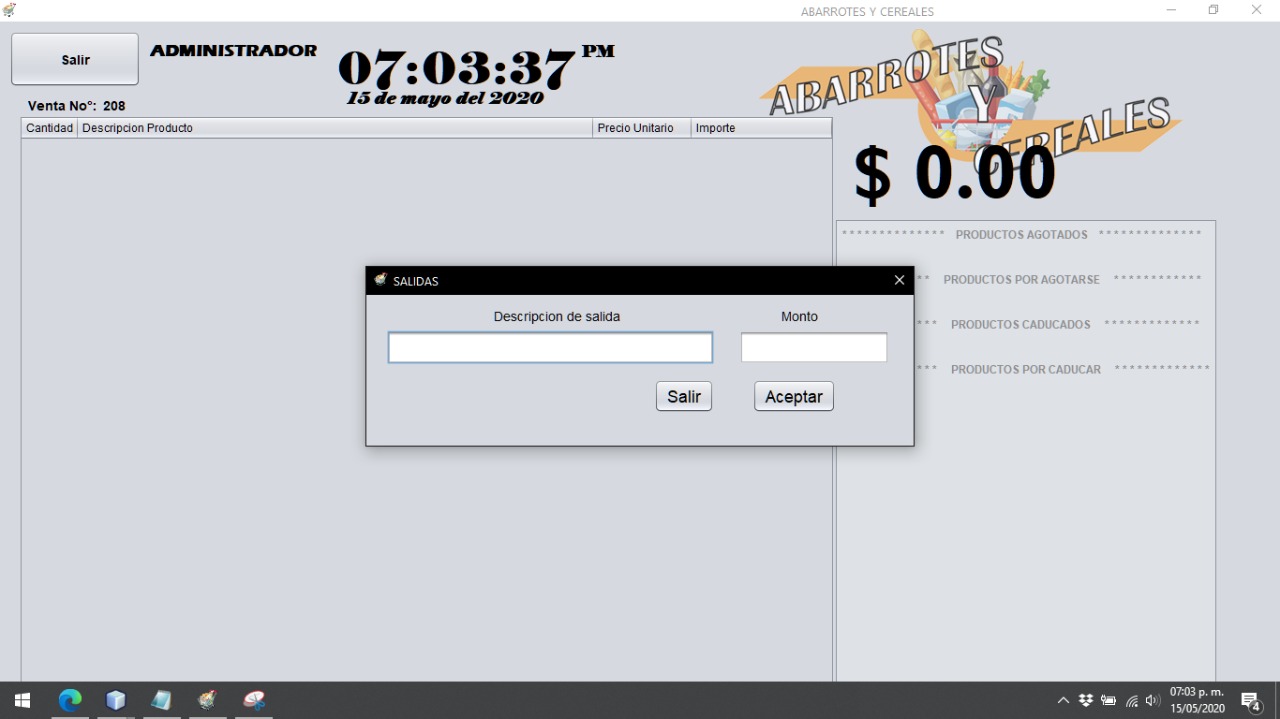 ABARROTES Y CEREALES
Salir
ADMINISTRADOR
07:03:37 PM
15 de mayo del 2020
ABARROTES
Y
CEREALES
Venta No°: 208
$ 0.00
Cantidad Descripcion Producto Precio Unitario Importe
************** PRODUCTOS AGOTADOS **************
** PRODUCTOS POR AGOTARSE ************
*** PRODUCTOS CADUCADOS *************
*** PRODUCTOS POR CADUCAR *************
SALIDAS
Descripcion de salida Monto
Salir Aceptar
07:03 p. m.
15/05/2020
4